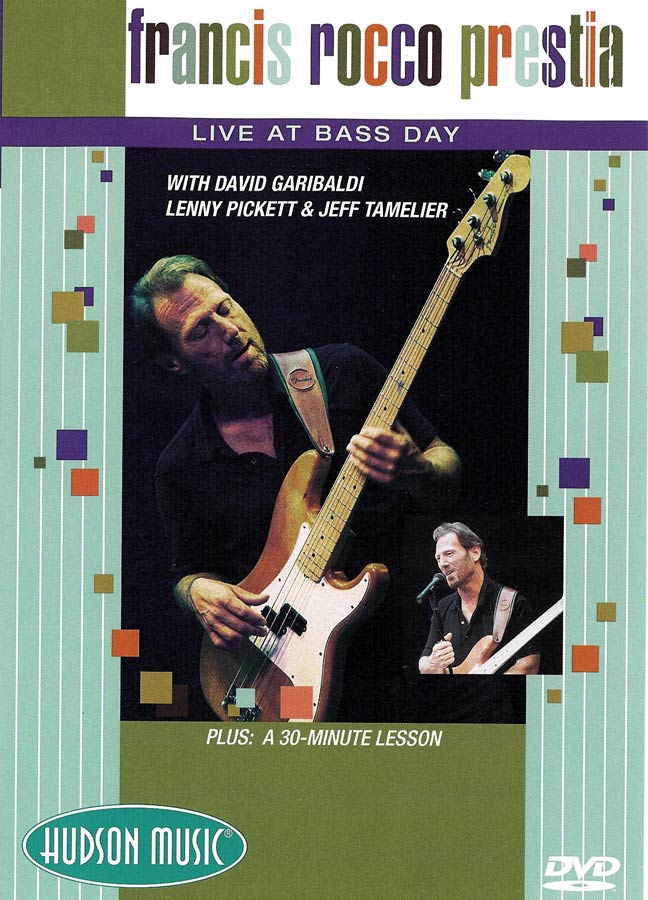 francis rocco prestia
LIVE AT BASS DAY
WITH DAVID GARIBALDI
LENNY PICKETT & JEFF TAMELIER
PLUS: A 30-MINUTE LESSON
HUDSON MUSIC®
DVD